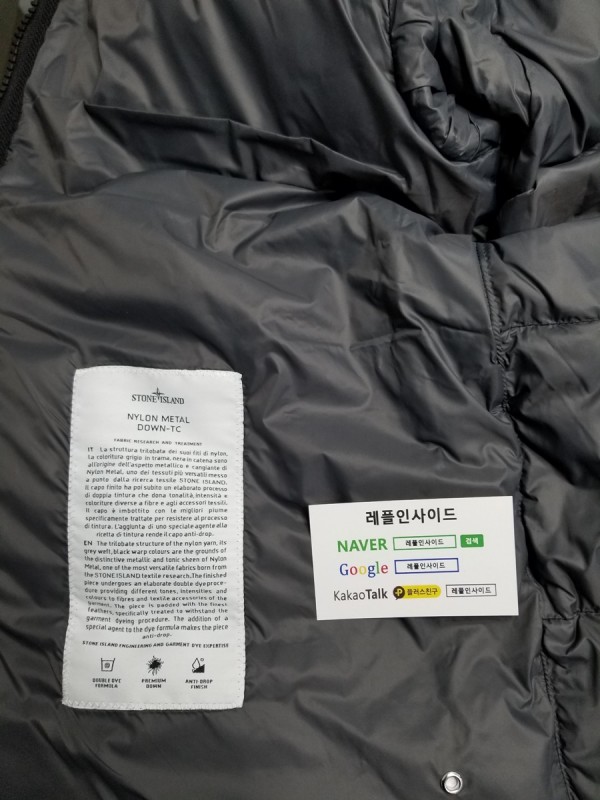 STONE ISLAND
NYLON METAL
DOWN-TC
FABRIC RESEARCH AND TREATMENT
IT La struttura trilobata dei suoi fili di nylon,
la coloritura grigio in trama, nera in catena sono
all'origine dell'aspetto metallico e cangiante di
Nylon Metal, uno dei tessuti più versatili messo
a punto dalla ricerca tessile STONE ISLAND.
Il capo finito ha poi subito un elaborato processo
di doppia tintura che dona tonalità, intensità e
coloriture diverse a fibre e agli accessori tessili.
Il capo è imbottito con le migliori piume
specificamente trattate per resistere al processo
di tintura. L'aggiunta di uno speciale agente alla
ricetta di tintura rende il capo anti-drop.
EN The trilobate structure of the nylon yarn, its
grey weft, black warp colours are the grounds of
the distinctive metallic and tonic sheen of Nylon
Metal, one of the most versatile fabrics born from
the STONE ISLAND textile research. The finished
piece undergoes an elaborate double dye proce-
dure providing different tones, intensities and
colours to fibres and textile accessories of the
garment. The piece is padded with the finest
feathers, specifically treated to withstand the
garment dyeing procedure. The addition of a
special agent to the dye formula makes the piece
anti-drop.
STONE ISLAND ENGINEERING AND GARMENT DYE EXPERTISE
DOUBLE DYE
FORMULA
PREMIUM
DOWN
ANTI DROP
FINISH
레플인사이드
NAVER 레플인사이드 검색
Google 레플인사이드
KakaoTalk 플러스친구 레플인사이드